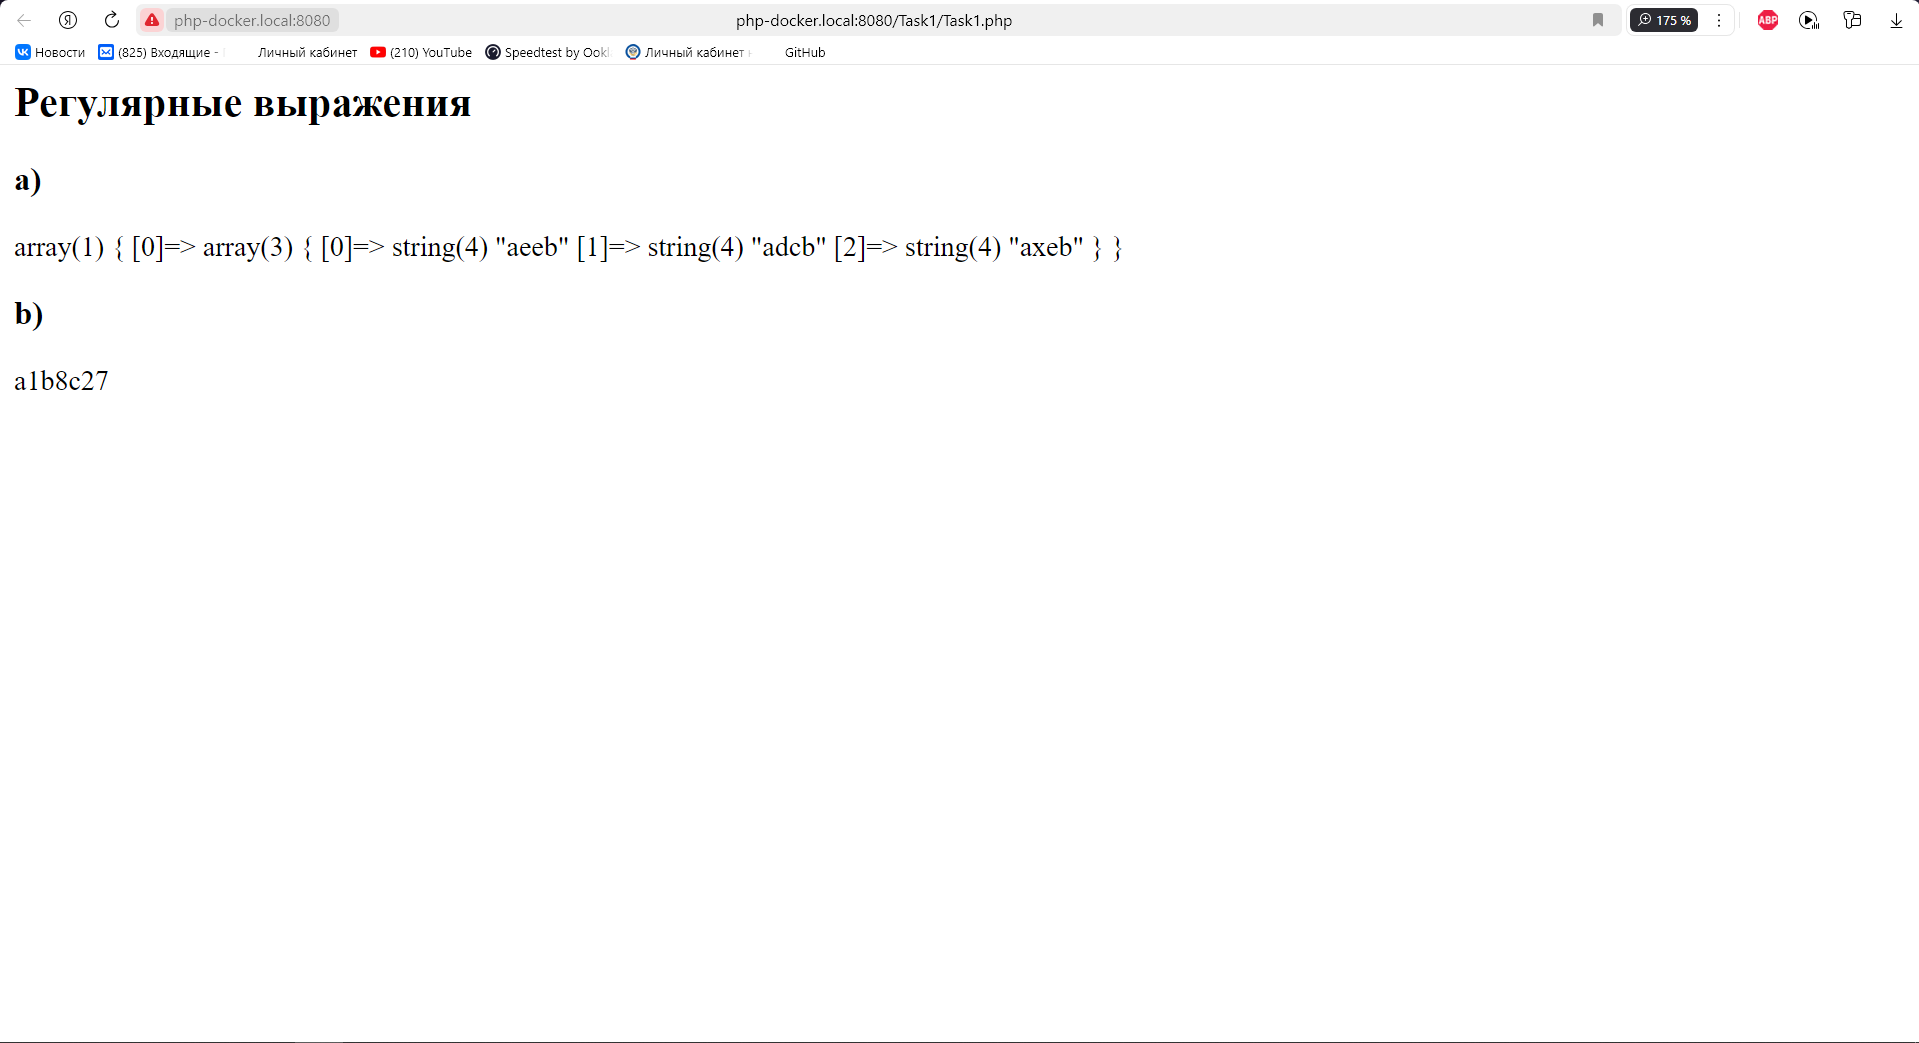 php-docker.local:8080 php-docker.local:8080/Task1/Task1.php 175 % ABP
Новости (825) Входящие - Личный кабинет (210) YouTube Speedtest by Ookl Личный кабинет GitHub
Регулярные выражения
a)
array(1) { [0]=> array(3) { [0]=> string(4) "aeeb" [1]=> string(4) "adcb" [2]=> string(4) "axeb" } }
b)
a1b8c27